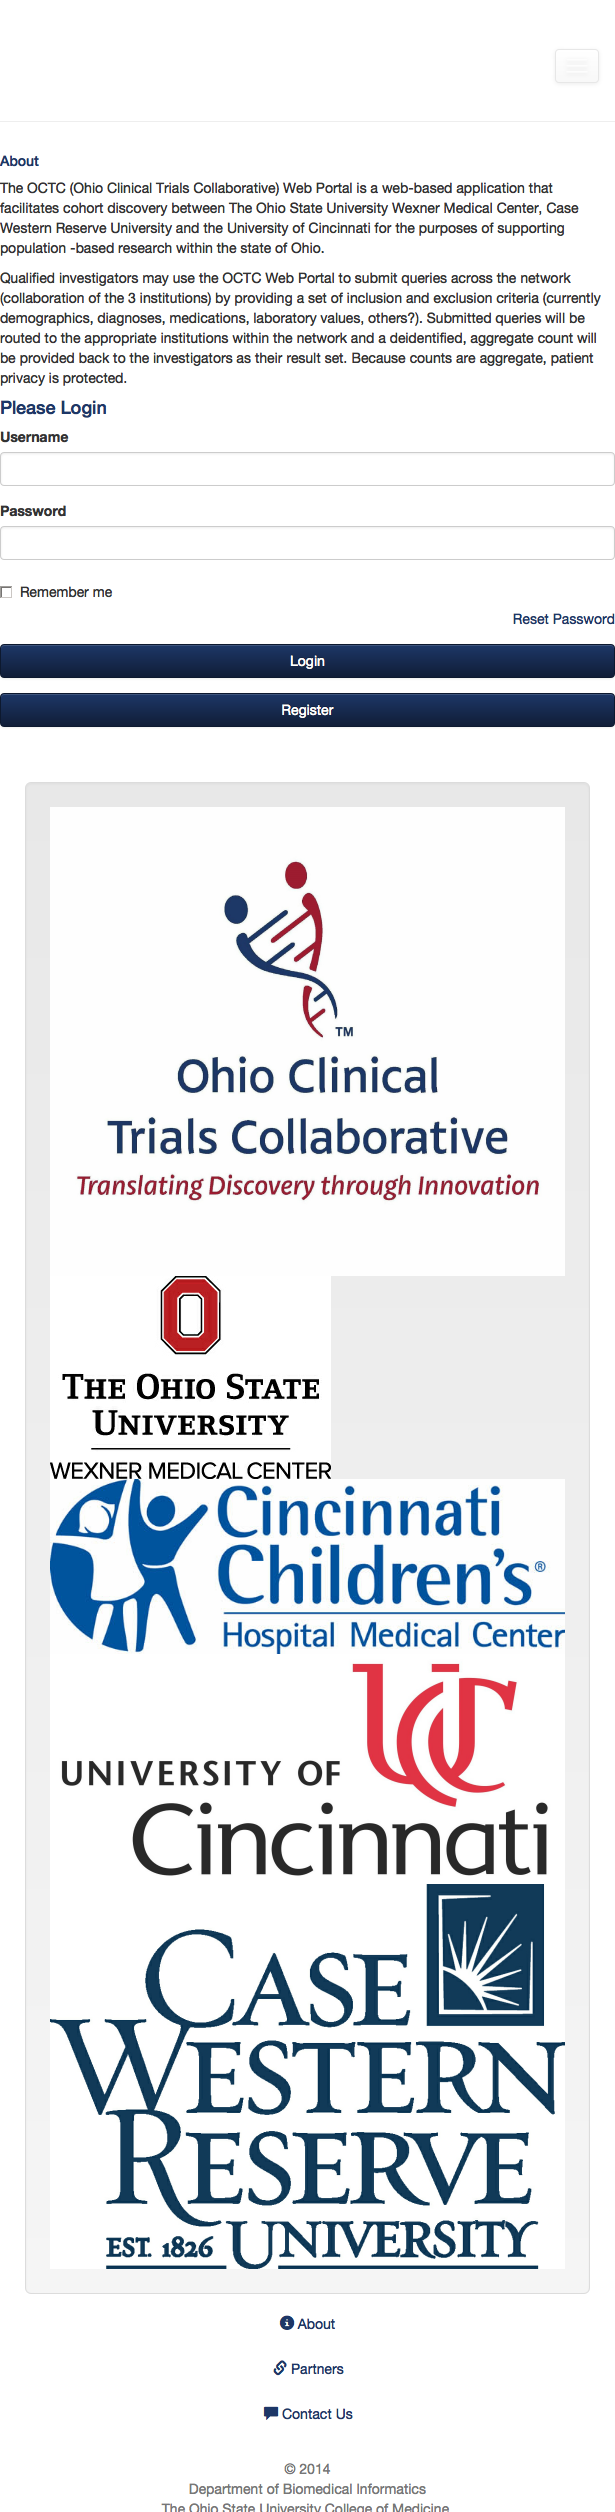 About
The OCTC (Ohio Clinical Trials Collaborative) Web Portal is a web-based application that
facilitates cohort discovery between The Ohio State University Wexner Medical Center, Case
Western Reserve University and the University of Cincinnati for the purposes of supporting
population -based research within the state of Ohio.
Qualified investigators may use the OCTC Web Portal to submit queries across the network
(collaboration of the 3 institutions) by providing a set of inclusion and exclusion criteria (currently
demographics, diagnoses, medications, laboratory values, others?). Submitted queries will be
routed to the appropriate institutions within the network and a deidentified, aggregate count will
be provided back to the investigators as their result set. Because counts are aggregate, patient
privacy is protected.
Please Login
Username
Password
Remember me
Reset Password
Login
Register
TM
Ohio Clinical
Trials Collaborative
Translating Discovery through Innovation
O
THE OHIO STATE
UNIVERSITY
WEXNER MEDICAL CENTER
Cincinnati
Children's®
Hospital Medical Center
UC
UNIVERSITY OF
Cincinnati
CASE
WESTERN
RESERVE
EST. 1826 UNIVERSITY
About
Partners
Contact Us
© 2014
Department of Biomedical Informatics
The Ohio State University College of Medicine